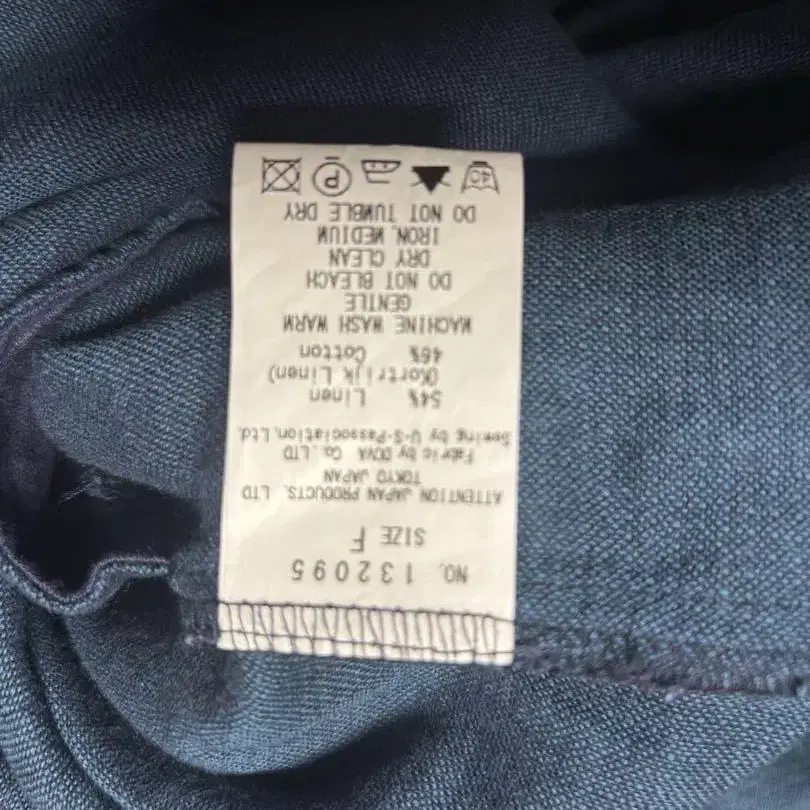 NO. 132095
SIZE F
ATTENTION JAPAN PRODUCTS. LTD
TOKYO JAPAN
Fabric by DOVA Co., LTD
Sewing by U-S-Passociation, Ltd,
54% Linen
(Kortrijk Linen)
46% Cotton
MACHINE WASH WARM
GENTLE
DO NOT BLEACH
DRY CLEAN
IRON, MEDIUM
DO NOT TUMBLE DRY
40 P